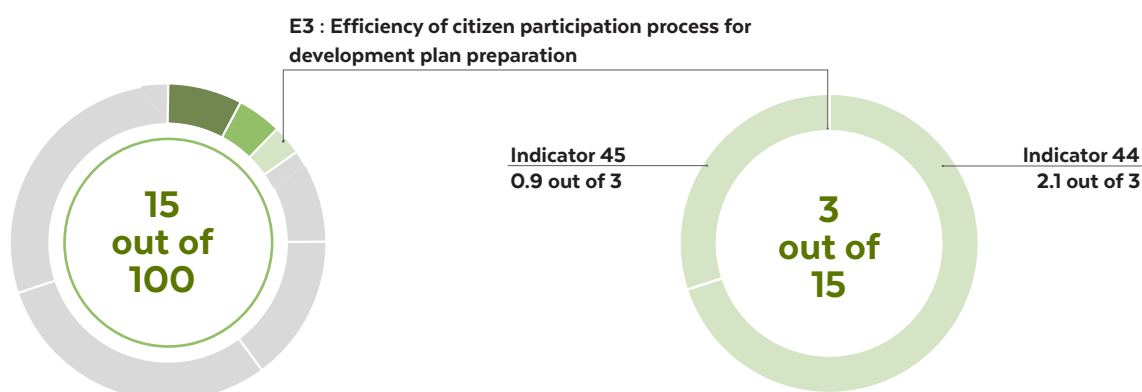 E3 : Efficiency of citizen participation process for
development plan preparation
15
out of
100
Indicator 45
0.9 out of 3
3
out of
15
Indicator 44
2.1 out of 3